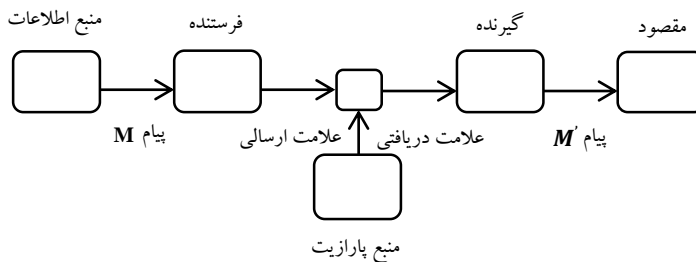 منبع اطلاعات
فرستنده
گیرنده
مقصود
پیام M
علامت ارسالی
علامت دریافتی
پیام M′
منبع پارازیت